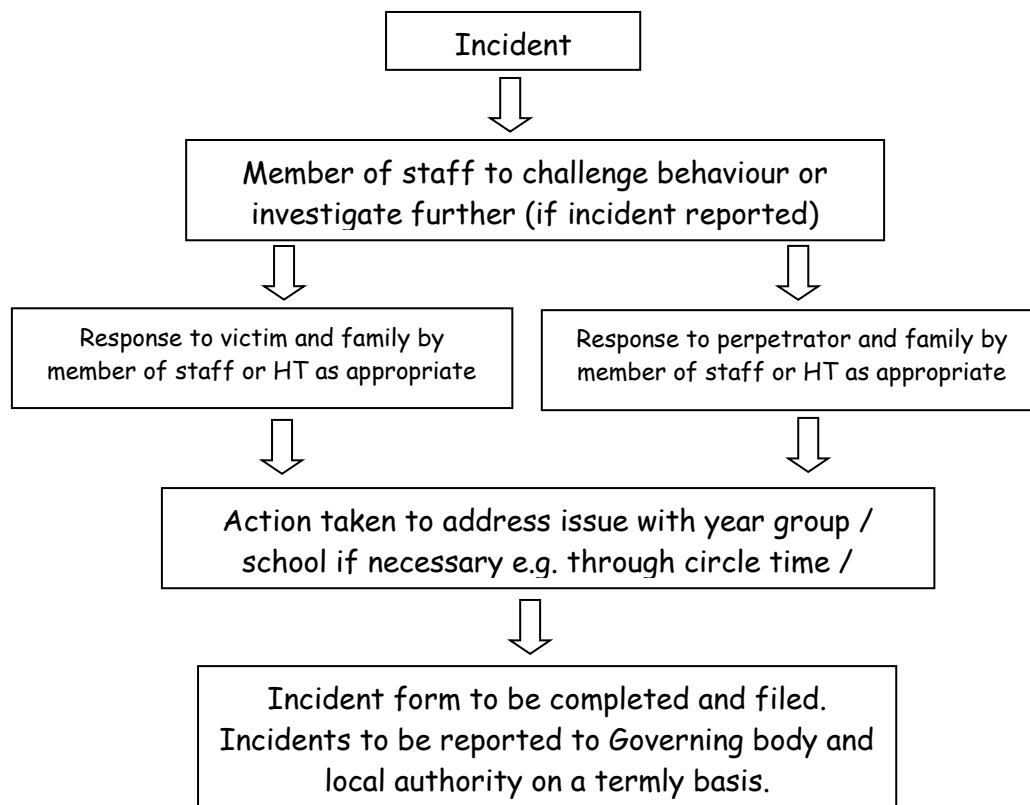 Incident
Member of staff to challenge behaviour or
investigate further (if incident reported)
Response to victim and family by
member of staff or HT as appropriate
Response to perpetrator and family by
member of staff or HT as appropriate
Action taken to address issue with year group /
school if necessary e.g. through circle time /
Incident form to be completed and filed.
Incidents to be reported to Governing body and
local authority on a termly basis.